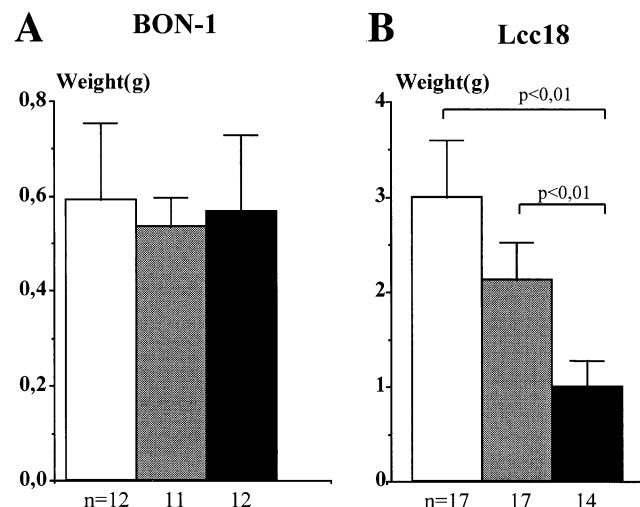 A
BON-1
Weight(g)
0,8
0,6
0,4
0,2
0,0
n=12 11 12
B
Lcc18
Weight(g)
p<0,01
4
p<0,01
3
2
1
0
n=17 17 14